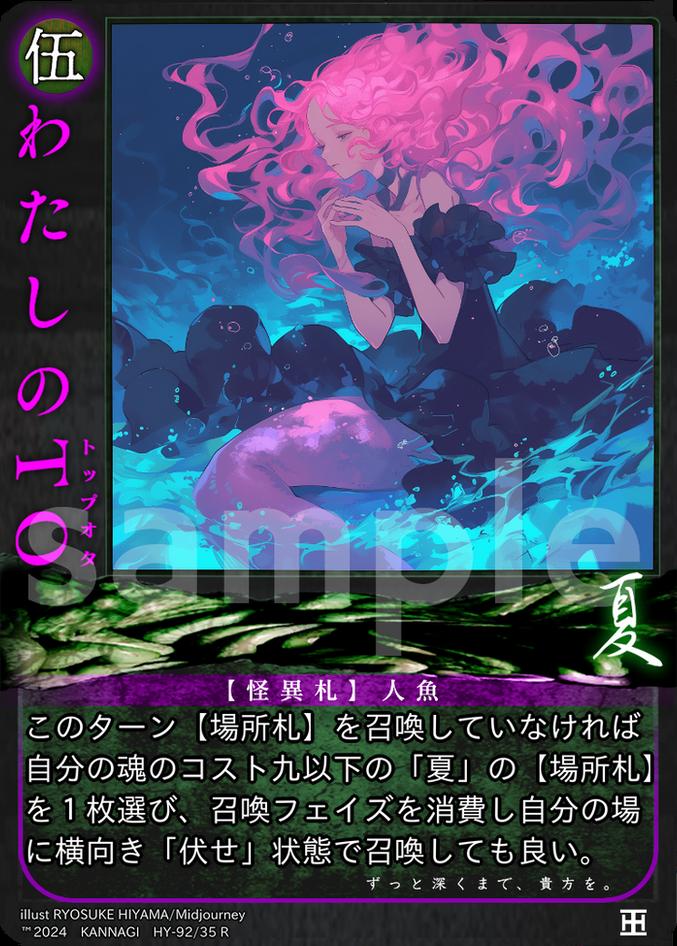 伍
わたしのTO
トップオタ
sample
夏
【怪異札】人魚
このターン【場所札】を召喚していなければ
自分の魂のコスト九以下の「夏」の【場所札】
を１枚選び、召喚フェイズを消費し自分の場
に横向き「伏せ」状態で召喚しても良い。
ずっと深くまで、貴方を。
illust RYOSUKE HIYAMA/Midjourney
™2024 KANNAGI HY-92/35 R